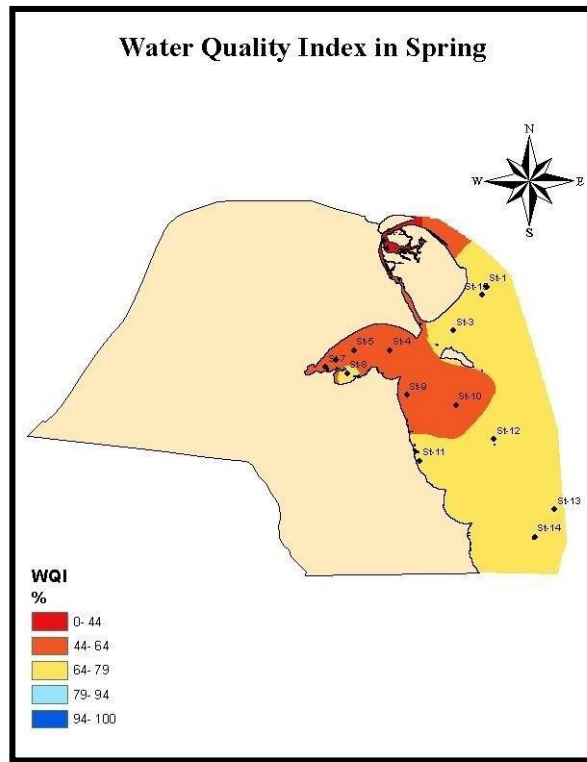 Water Quality Index in Spring
N
W E
S
St-1
St-15
St-3
St-5
St-4
St-7
St-8
St-9
St-10
St-12
St-11
St-13
St-14
WQI
%
0- 44
44- 64
64- 79
79- 94
94- 100